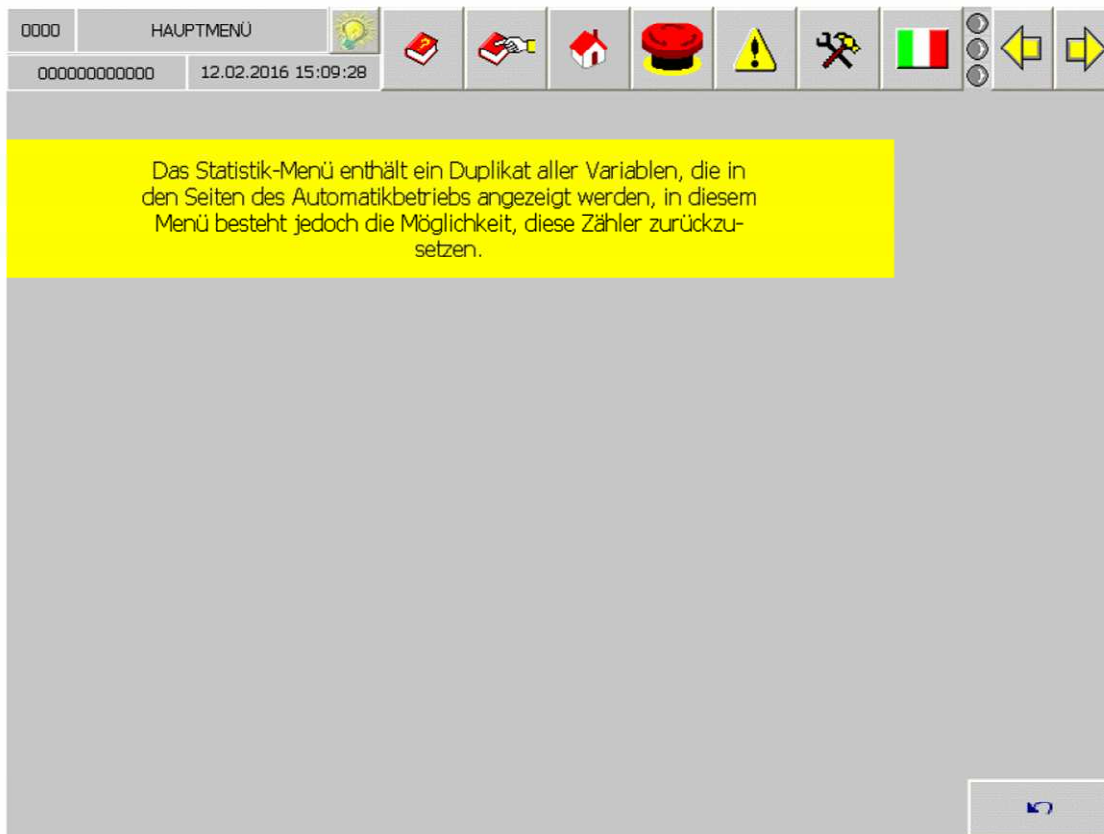 0000
HAUPTMENÜ
000000000000
12.02.2016 15:09:28
Das Statistik-Menü enthält ein Duplikat aller Variablen, die in
den Seiten des Automatikbetriebs angezeigt werden, in diesem
Menü besteht jedoch die Möglichkeit, diese Zähler zurückzu-
setzen.